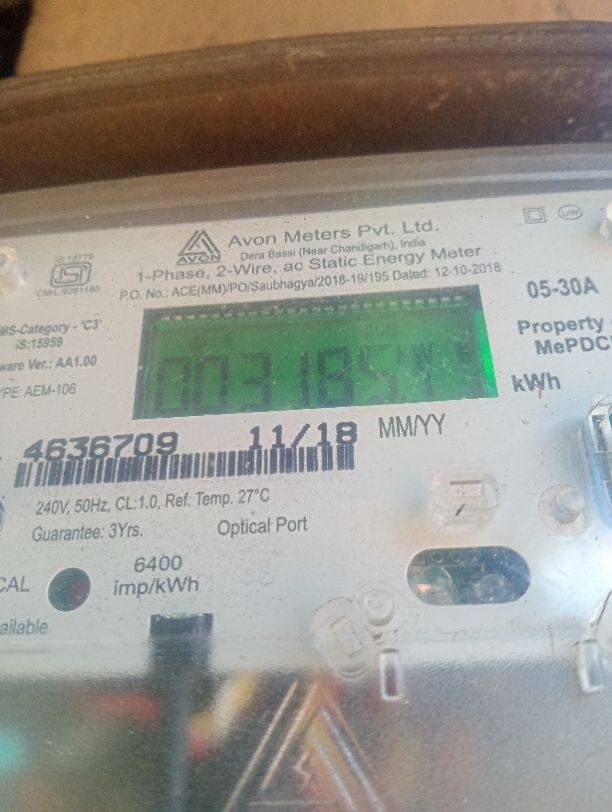 AVON
Avon Meters Pvt. Ltd.
Dera Bassi (Near Chandigarh), India
1-Phase, 2-Wire, ac Static Energy Meter
P.O. No.: ACE(MM)/PO/Saubhagya/2018-19/195 Dated: 12-10-2018
IS 13779
ISI
05-30A
MS-Category - 'C3'
IS:15959
ware Ver.: AA1.00
YPE: AEM-106
Property
MePDC
003185
kWh
4636709 11/18 MM/YY
240V, 50Hz, CL:1.0, Ref. Temp. 27°C
Guarantee: 3Yrs. Optical Port
CAL
6400
imp/kWh
ailable